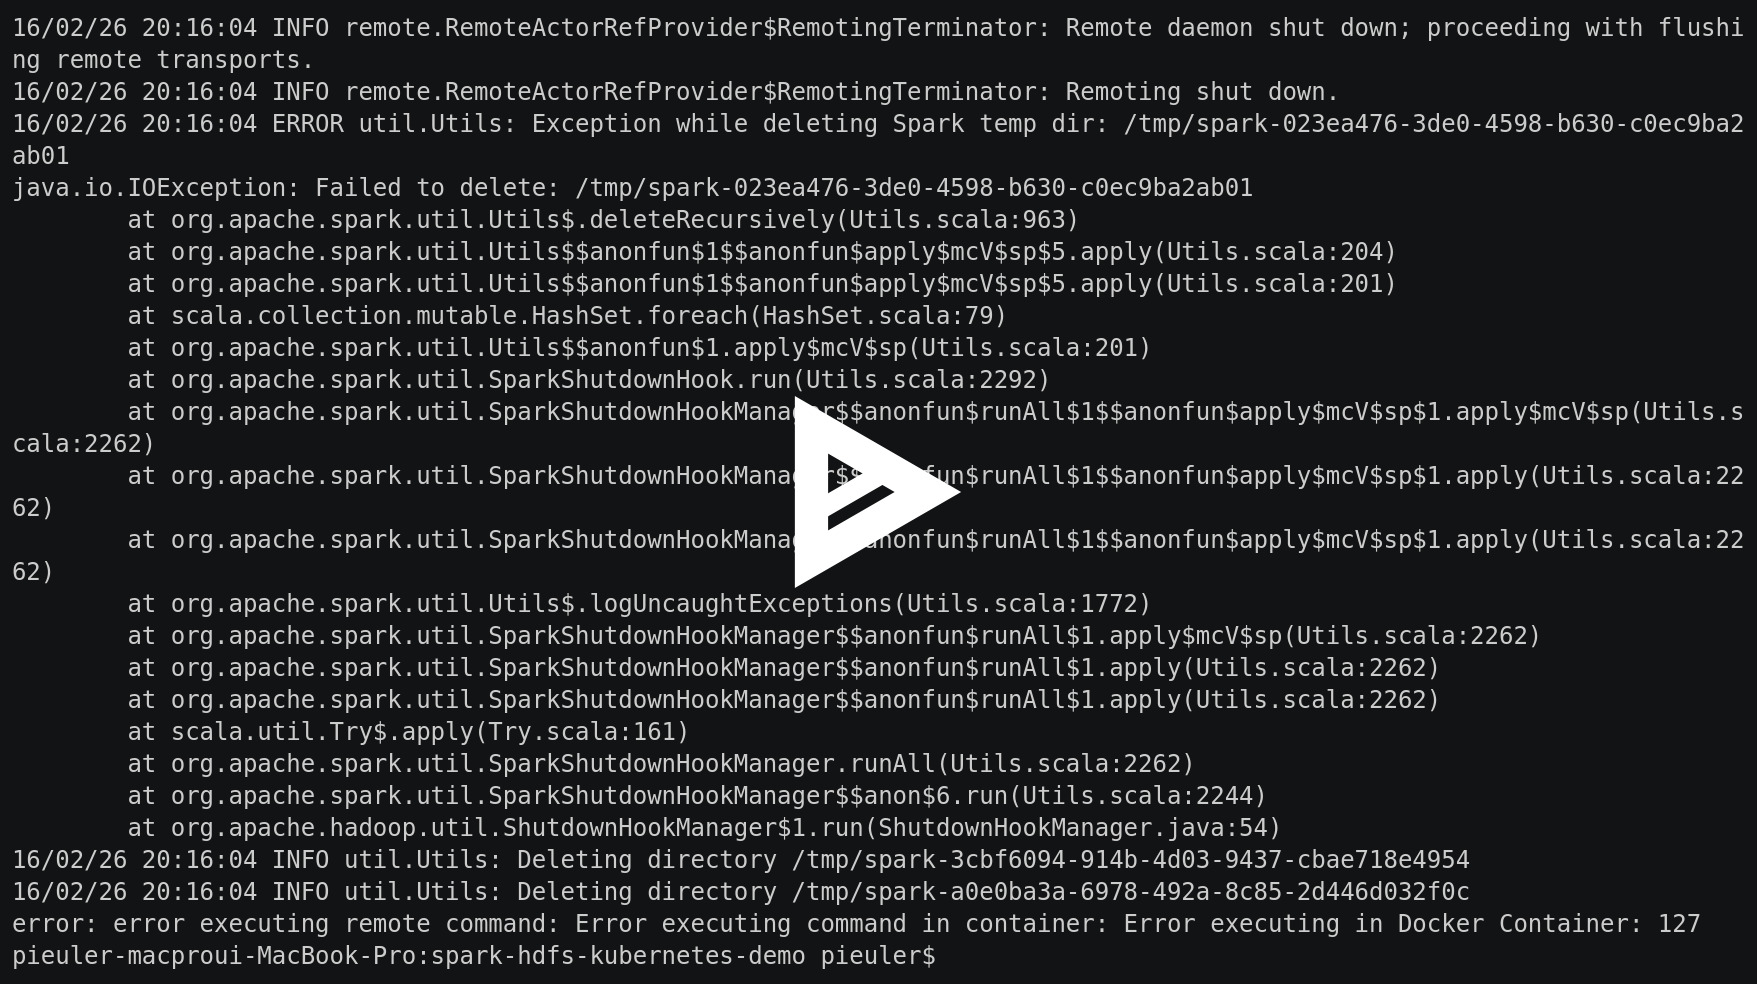 16/02/26 20:16:04 INFO remote.RemoteActorRefProvider$RemotingTerminator: Remote daemon shut down; proceeding with flushi
ng remote transports.
16/02/26 20:16:04 INFO remote.RemoteActorRefProvider$RemotingTerminator: Remoting shut down.
16/02/26 20:16:04 ERROR util.Utils: Exception while deleting Spark temp dir: /tmp/spark-023ea476-3de0-4598-b630-c0ec9ba2
ab01
java.io.IOException: Failed to delete: /tmp/spark-023ea476-3de0-4598-b630-c0ec9ba2ab01
        at org.apache.spark.util.Utils$.deleteRecursively(Utils.scala:963)
        at org.apache.spark.util.Utils$$anonfun$1$$anonfun$apply$mcV$sp$5.apply(Utils.scala:204)
        at org.apache.spark.util.Utils$$anonfun$1$$anonfun$apply$mcV$sp$5.apply(Utils.scala:201)
        at scala.collection.mutable.HashSet.foreach(HashSet.scala:79)
        at org.apache.spark.util.Utils$$anonfun$1.apply$mcV$sp(Utils.scala:201)
        at org.apache.spark.util.SparkShutdownHook.run(Utils.scala:2292)
        at org.apache.spark.util.SparkShutdownHookManager$$anonfun$runAll$1$$anonfun$apply$mcV$sp$1.apply$mcV$sp(Utils.s
cala:2262)
        at org.apache.spark.util.SparkShutdownHookManager$$anonfun$runAll$1$$anonfun$apply$mcV$sp$1.apply(Utils.scala:22
62)
        at org.apache.spark.util.SparkShutdownHookManager$$anonfun$runAll$1$$anonfun$apply$mcV$sp$1.apply(Utils.scala:22
62)
        at org.apache.spark.util.Utils$.logUncaughtExceptions(Utils.scala:1772)
        at org.apache.spark.util.SparkShutdownHookManager$$anonfun$runAll$1.apply$mcV$sp(Utils.scala:2262)
        at org.apache.spark.util.SparkShutdownHookManager$$anonfun$runAll$1.apply(Utils.scala:2262)
        at org.apache.spark.util.SparkShutdownHookManager$$anonfun$runAll$1.apply(Utils.scala:2262)
        at scala.util.Try$.apply(Try.scala:161)
        at org.apache.spark.util.SparkShutdownHookManager.runAll(Utils.scala:2262)
        at org.apache.spark.util.SparkShutdownHookManager$$anon$6.run(Utils.scala:2244)
        at org.apache.hadoop.util.ShutdownHookManager$1.run(ShutdownHookManager.java:54)
16/02/26 20:16:04 INFO util.Utils: Deleting directory /tmp/spark-3cbf6094-914b-4d03-9437-cbae718e4954
16/02/26 20:16:04 INFO util.Utils: Deleting directory /tmp/spark-a0e0ba3a-6978-492a-8c85-2d446d032f0c
error: error executing remote command: Error executing command in container: Error executing in Docker Container: 127
pieuler-macproui-MacBook-Pro:spark-hdfs-kubernetes-demo pieuler$